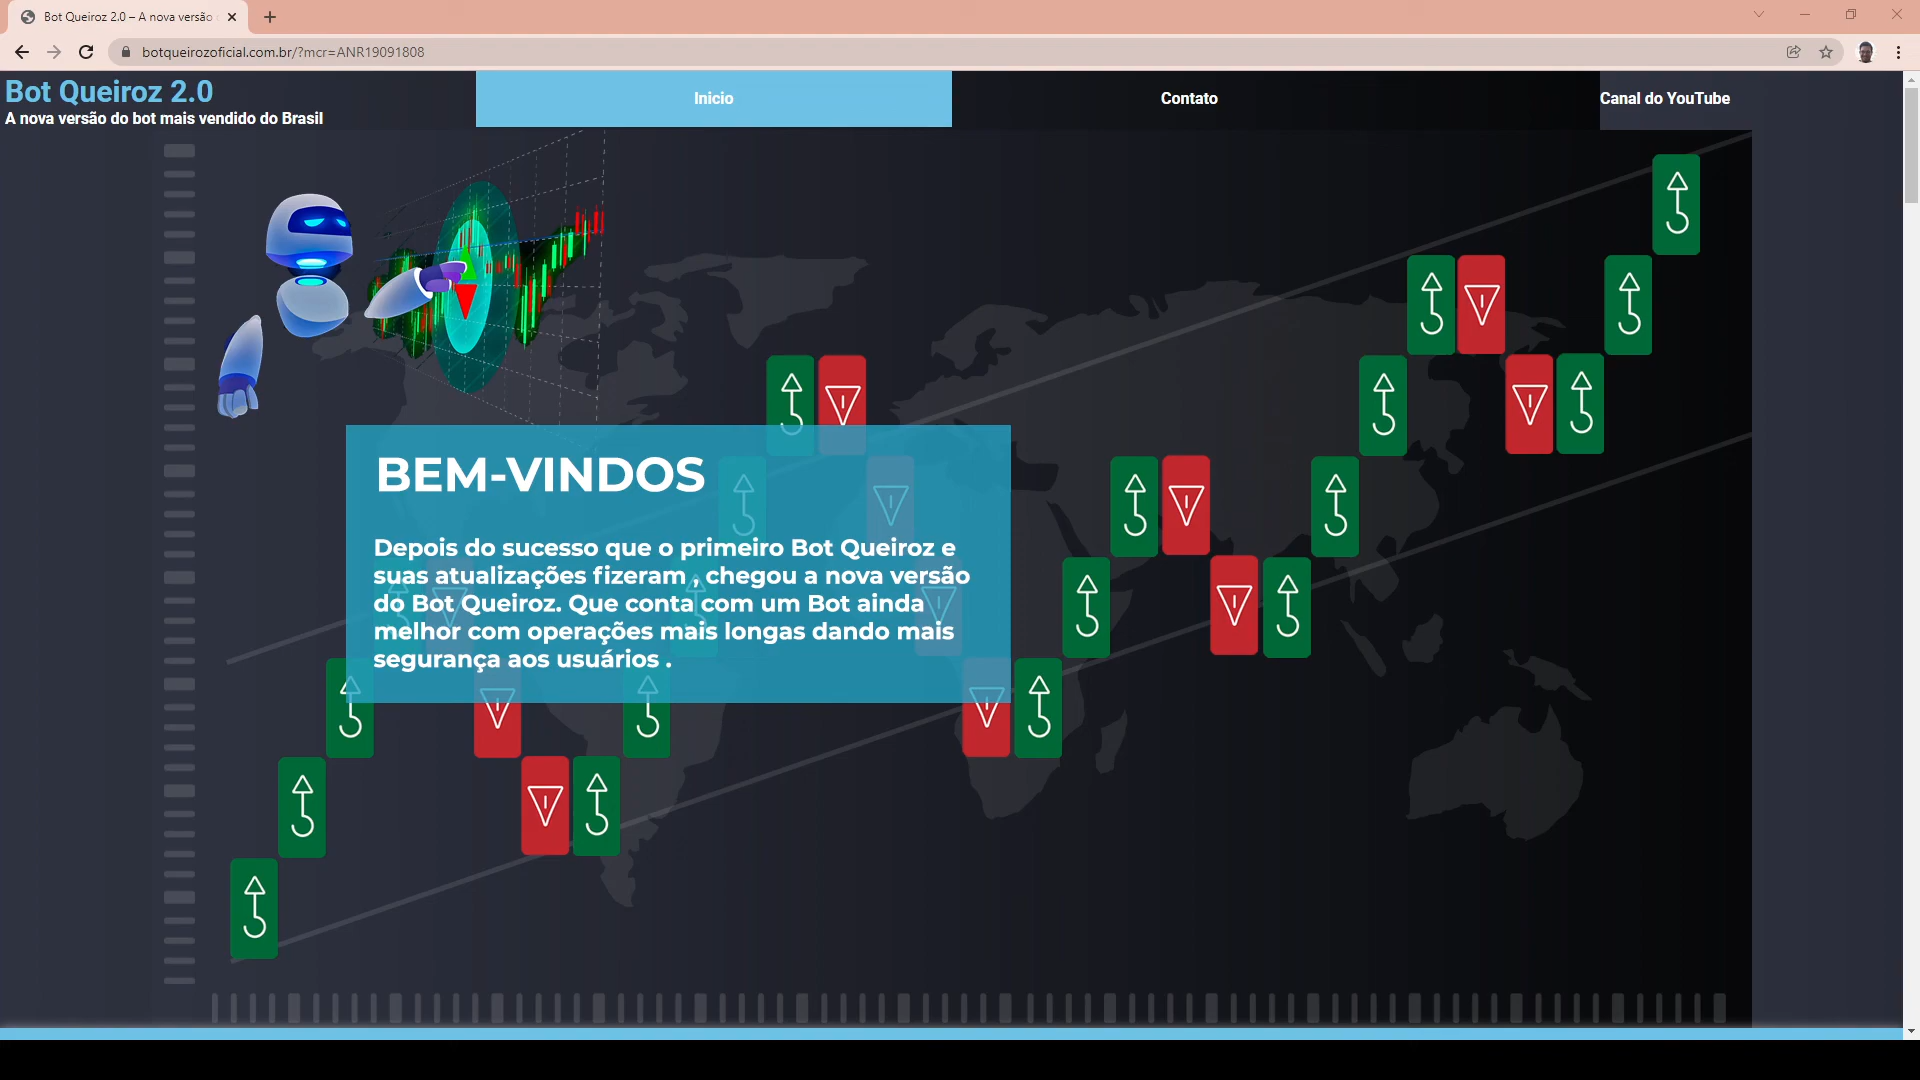 Bot Queiroz 2.0 – A nova versão
botqueirozoficial.com.br/?mcr=ANR19091808
Bot Queiroz 2.0
A nova versão do bot mais vendido do Brasil
Inicio
Contato
Canal do YouTube
BEM-VINDOS
Depois do sucesso que o primeiro Bot Queiroz e
suas atualizações fizeram , chegou a nova versão
do Bot Queiroz. Que conta com um Bot ainda
melhor com operações mais longas dando mais
segurança aos usuários .